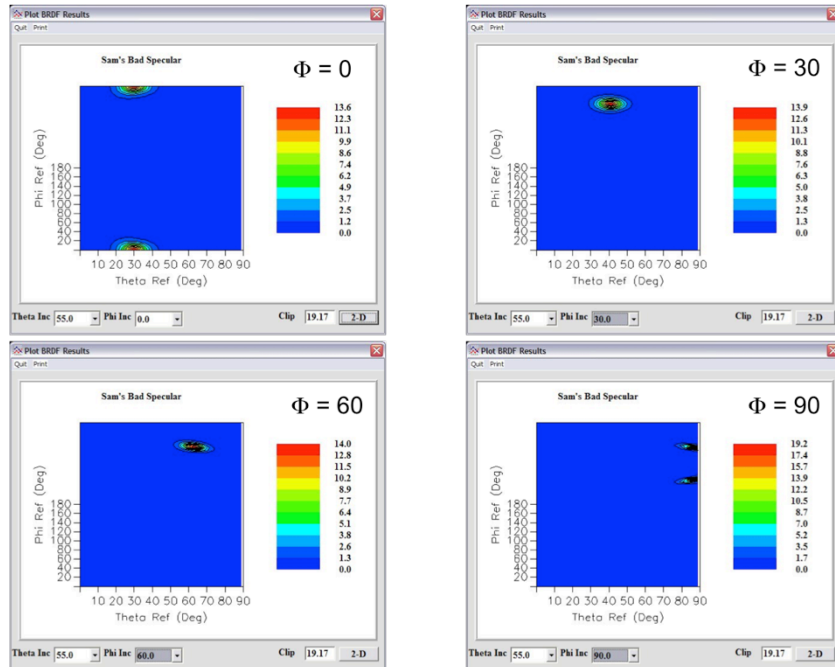 Plot BRDF Results
Quit Print
Sam's Bad Specular
Φ = 0
Phi Ref (Deg)
180
160
140
120
100
80
60
40
20
10 20 30 40 50 60 70 80 90
Theta Ref (Deg)
13.6
12.3
11.1
9.9
8.6
7.4
6.2
4.9
3.7
2.5
1.2
0.0
Theta Inc 55.0 Phi Inc 0.0 Clip 19.17 2-D
Plot BRDF Results
Quit Print
Sam's Bad Specular
Φ = 30
Phi Ref (Deg)
180
160
140
120
100
80
60
40
20
10 20 30 40 50 60 70 80 90
Theta Ref (Deg)
13.9
12.6
11.3
10.1
8.8
7.6
6.3
5.0
3.8
2.5
1.3
0.0
Theta Inc 55.0 Phi Inc 30.0 Clip 19.17 2-D
Plot BRDF Results
Quit Print
Sam's Bad Specular
Φ = 60
Phi Ref (Deg)
180
160
140
120
100
80
60
40
20
10 20 30 40 50 60 70 80 90
Theta Ref (Deg)
14.0
12.8
11.5
10.2
8.9
7.7
6.4
5.1
3.8
2.6
1.3
0.0
Theta Inc 55.0 Phi Inc 60.0 Clip 19.17 2-D
Plot BRDF Results
Quit Print
Sam's Bad Specular
Φ = 90
Phi Ref (Deg)
180
160
140
120
100
80
60
40
20
10 20 30 40 50 60 70 80 90
Theta Ref (Deg)
19.2
17.4
15.7
13.9
12.2
10.5
8.7
7.0
5.2
3.5
1.7
0.0
Theta Inc 55.0 Phi Inc 90.0 Clip 19.17 2-D